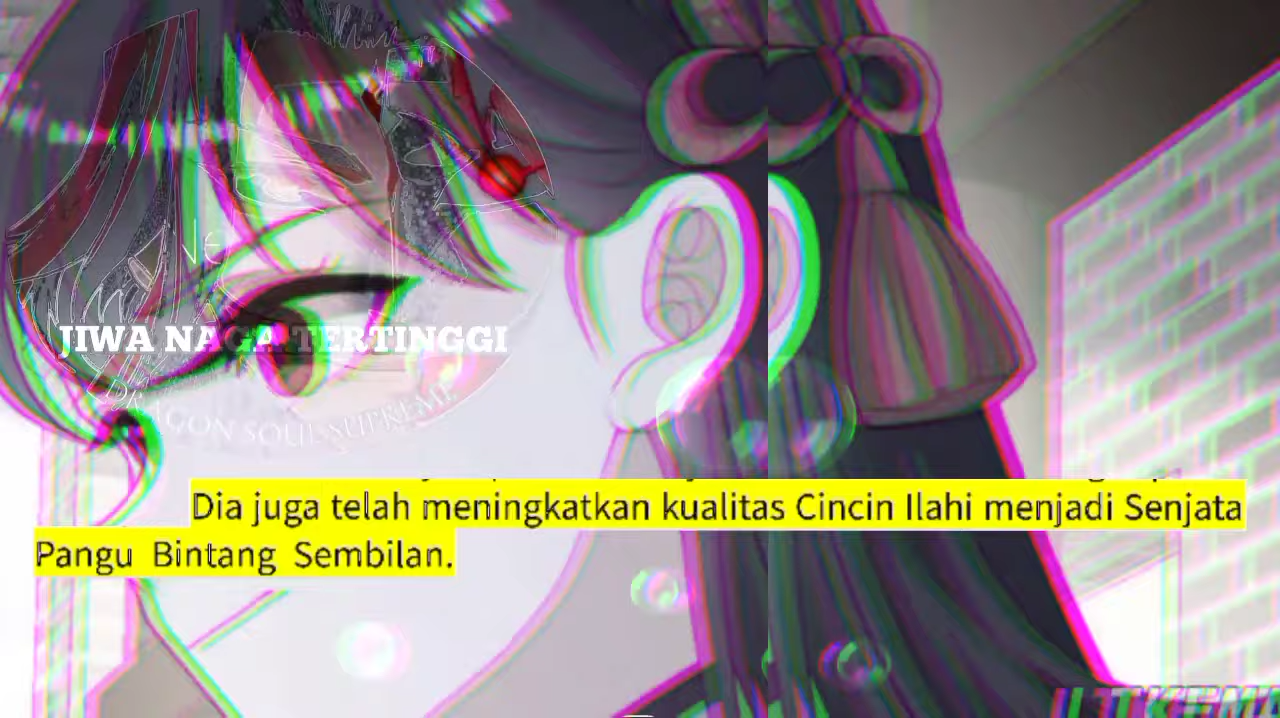 JIWA NAGA TERTINGGI
DRAGON SOUL SUPREME
Dia juga telah meningkatkan kualitas Cincin Ilahi menjadi Senjata
Pangu Bintang Sembilan.